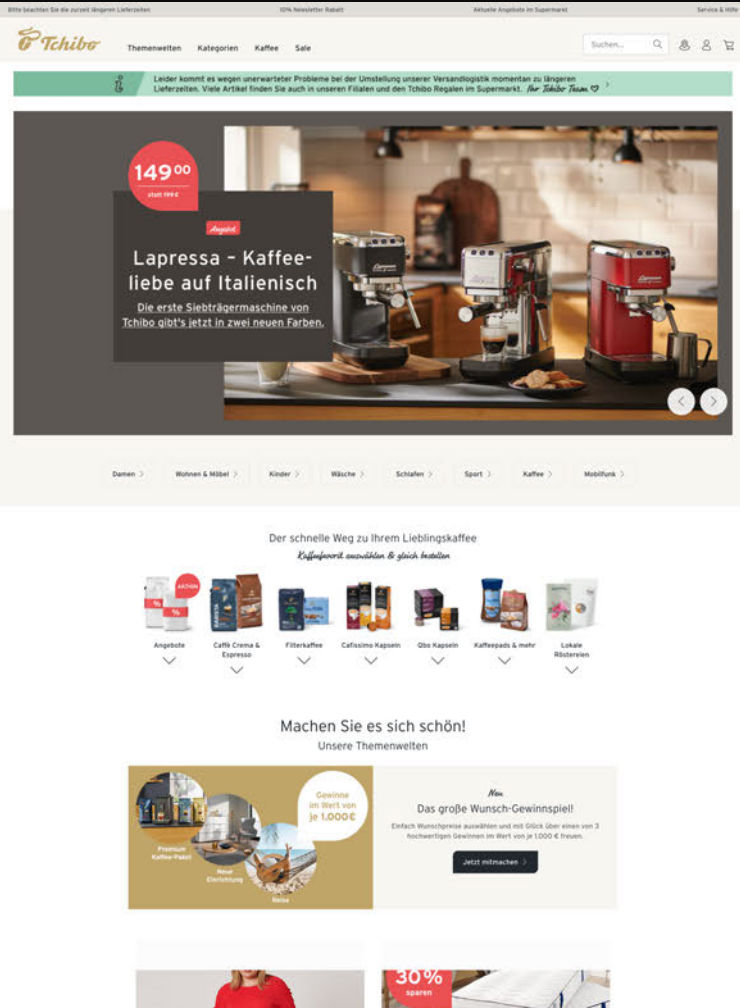 Bitte beachten Sie die zurzeit längeren Lieferzeiten
10% Newsletter Rabatt
Aktuelle Angebote im Supermarkt
Service & Hilfe
Tchibo
Themenwelten
Kategorien
Kaffee
Sale
Suchen...
Leider kommt es wegen unerwarteter Probleme bei der Umstellung unserer Versandlogistik momentan zu längeren
Lieferzeiten. Viele Artikel finden Sie auch in unseren Filialen und den Tchibo Regalen im Supermarkt. Ihr Tchibo Team
149⁰⁰
statt 199 €
Angebot
Lapressa – Kaffee-
liebe auf Italienisch
Die erste Siebträgermaschine von
Tchibo gibt's jetzt in zwei neuen Farben.
Damen
Wohnen & Möbel
Kinder
Wäsche
Schlafen
Sport
Kaffee
Mobilfunk
Der schnelle Weg zu Ihrem Lieblingskaffee
Kaffeefavorit auswählen & gleich bestellen
AKTION
%
%
BARISTA
Angebote
Caffè Crema &
Espresso
Filterkaffee
Cafissimo Kapseln
Qbo Kapseln
Kaffeepads & mehr
Lokale
Röstereien
Machen Sie es sich schön!
Unsere Themenwelten
Gewinne
im Wert von
je 1.000 €
Premium
Kaffee-Paket
Neue
Einrichtung
Reise
Neu
Das große Wunsch-Gewinnspiel!
Einfach Wunschpreise auswählen und mit Glück über einen von 3
hochwertigen Gewinnen im Wert von je 1.000 € freuen.
Jetzt mitmachen
30%
sparen